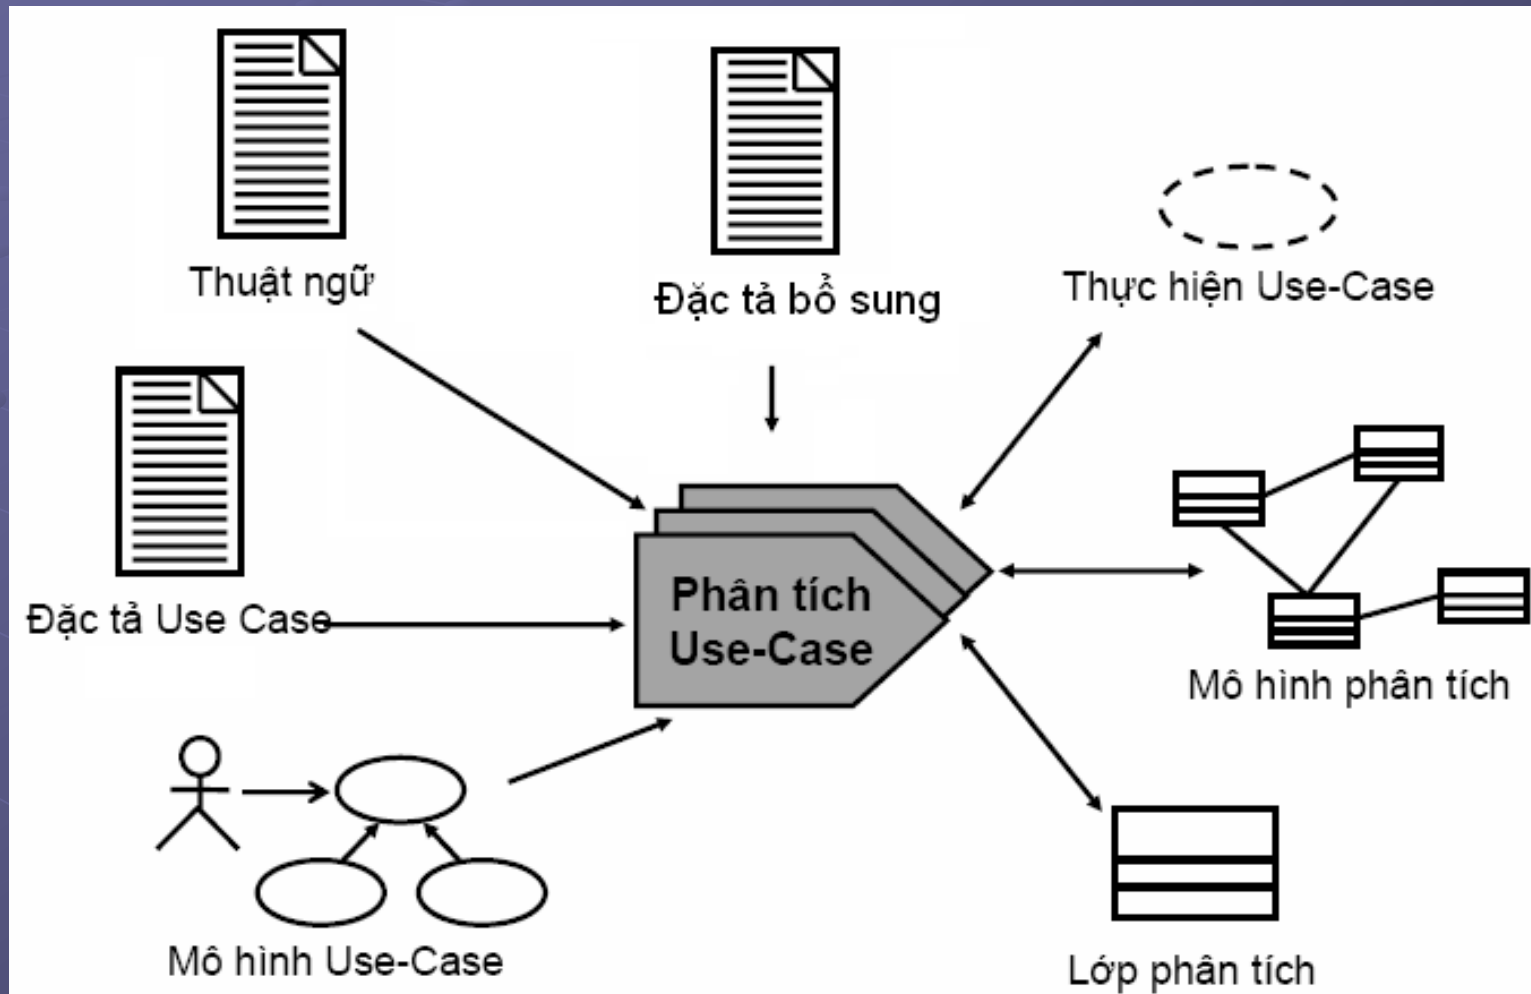 Thuật ngữ
Đặc tả bổ sung
Thực hiện Use-Case
Đặc tả Use Case
Phân tích
Use-Case
Mô hình phân tích
Mô hình Use-Case
Lớp phân tích